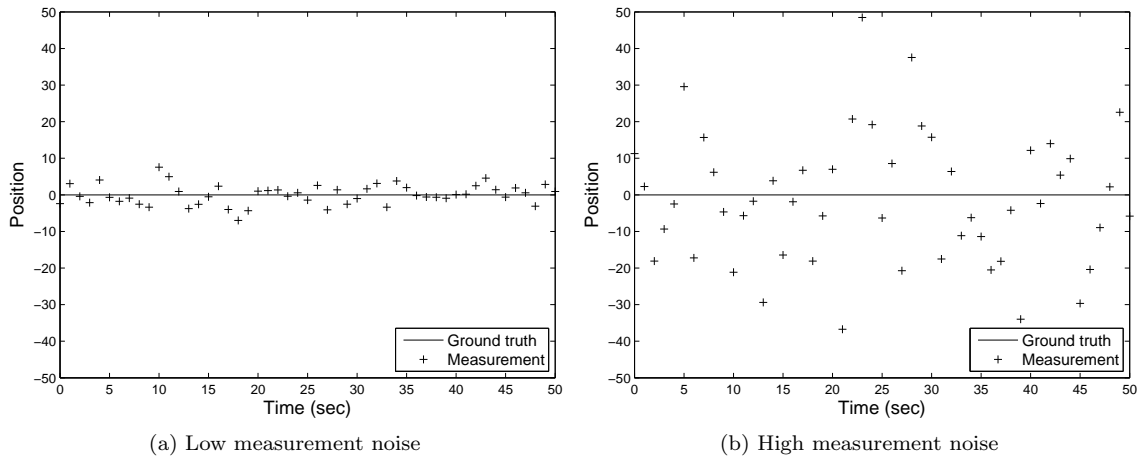 50
40
30
20
10
0
−10
−20
−30
−40
−50
0 5 10 15 20 25 30 35 40 45 50
Position
Time (sec)
Ground truth
Measurement
(a) Low measurement noise
50
40
30
20
10
0
−10
−20
−30
−40
−50
0 5 10 15 20 25 30 35 40 45 50
Position
Time (sec)
Ground truth
Measurement
(b) High measurement noise